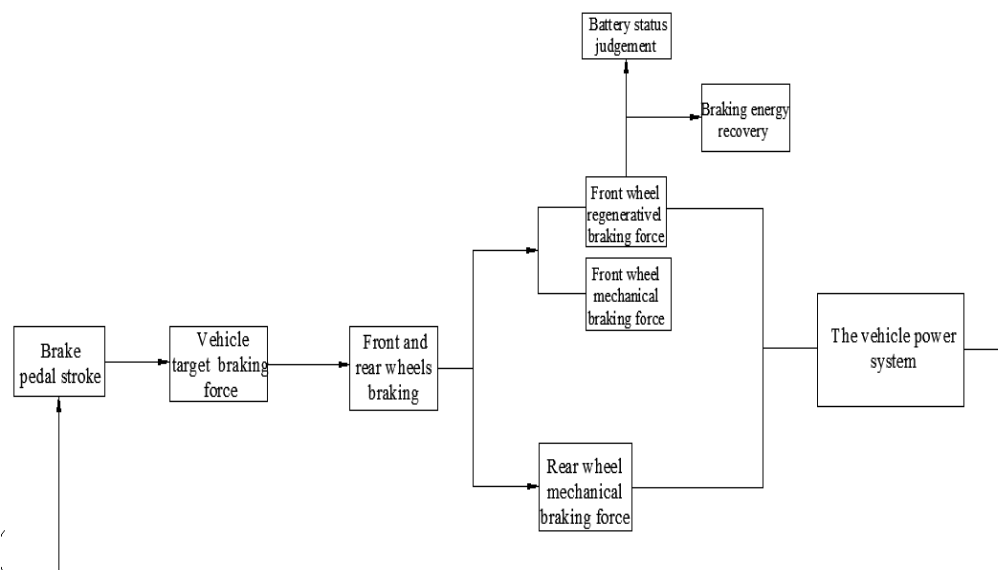 Battery status
judgement
Braking energy
recovery
Front wheel
regenerativel
braking force
Front wheel
mechanical
braking force
Brake
pedal stroke
Vehicle
target braking
force
Front and
rear wheels
braking
The vehicle power
system
Rear wheel
mechanical
braking force